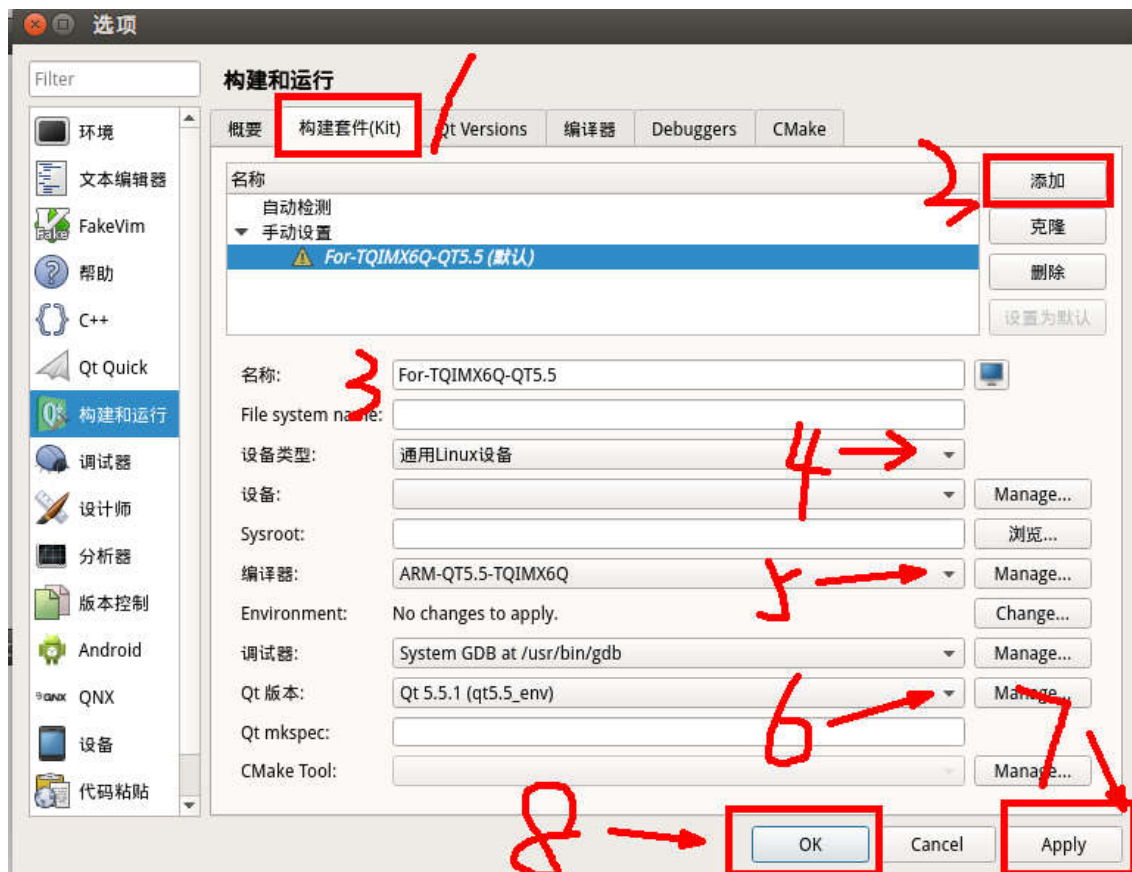 选项
Filter
构建和运行
环境
文本编辑器
FakeVim
帮助
C++
Qt Quick
构建和运行
调试器
设计师
分析器
版本控制
Android
QNX
设备
代码粘贴
概要 构建套件(Kit) Qt Versions 编译器 Debuggers CMake
1
名称
自动检测
手动设置
For-TQIMX6Q-QT5.5 (默认)
2
添加
克隆
删除
设置为默认
3
名称: For-TQIMX6Q-QT5.5
File system name:
设备类型: 通用Linux设备
4
设备: Manage...
Sysroot: 浏览...
编译器: ARM-QT5.5-TQIMX6Q Manage...
5
Environment: No changes to apply. Change...
调试器: System GDB at /usr/bin/gdb Manage...
Qt 版本: Qt 5.5.1 (qt5.5_env) Manage...
6
7
Qt mkspec:
CMake Tool: Manage...
8
OK Cancel Apply